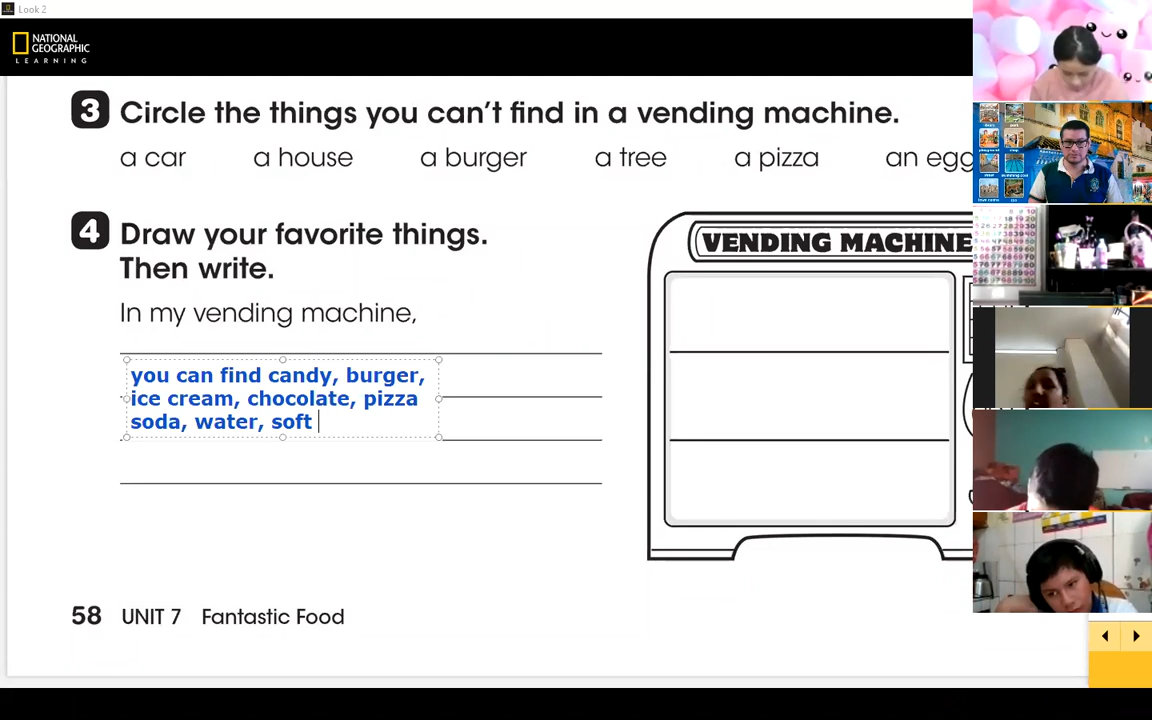 Look 2
NATIONAL
GEOGRAPHIC
LEARNING
3 Circle the things you can't find in a vending machine.
a car a house a burger a tree a pizza an egg
4 Draw your favorite things.
Then write.
In my vending machine,
you can find candy, burger,
ice cream, chocolate, pizza
soda, water, soft
VENDING MACHINE
58 UNIT 7 Fantastic Food